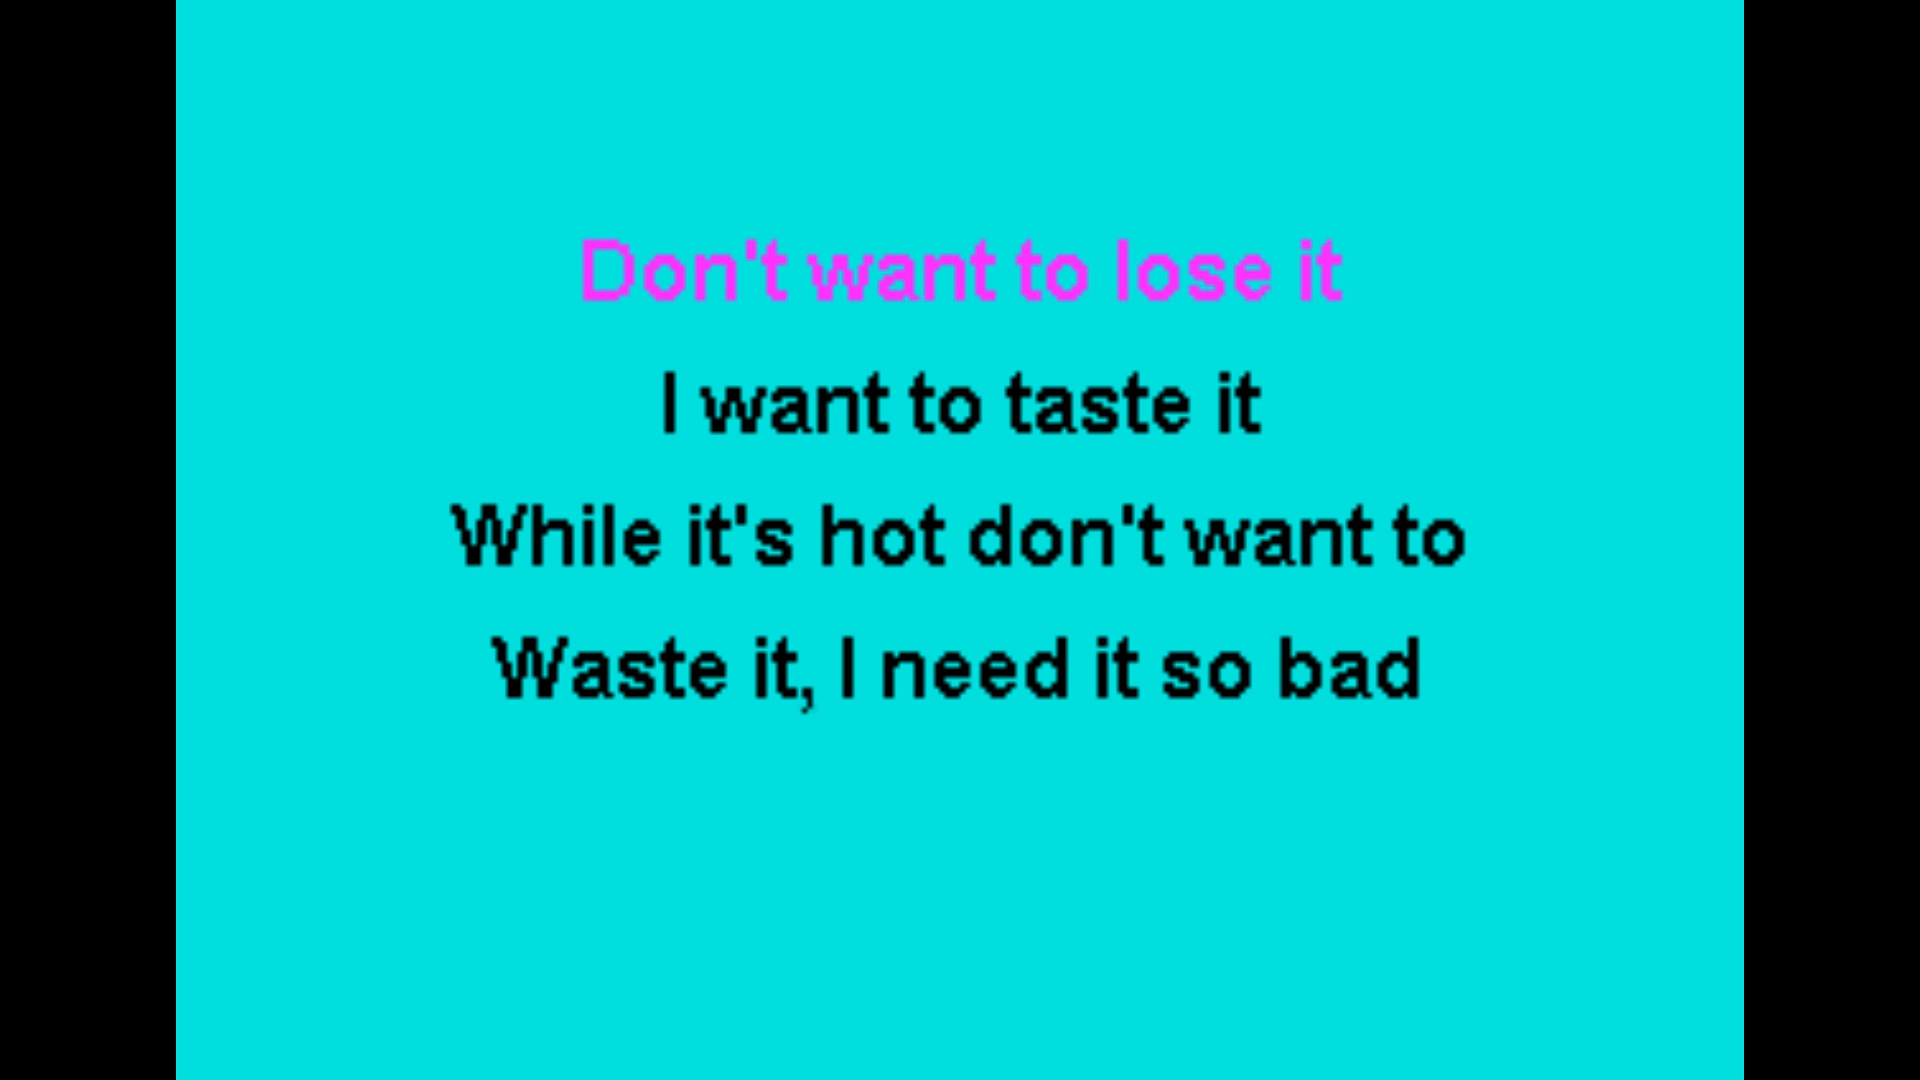 Don't want to lose it
I want to taste it
While it's hot don't want to
Waste it, I need it so bad